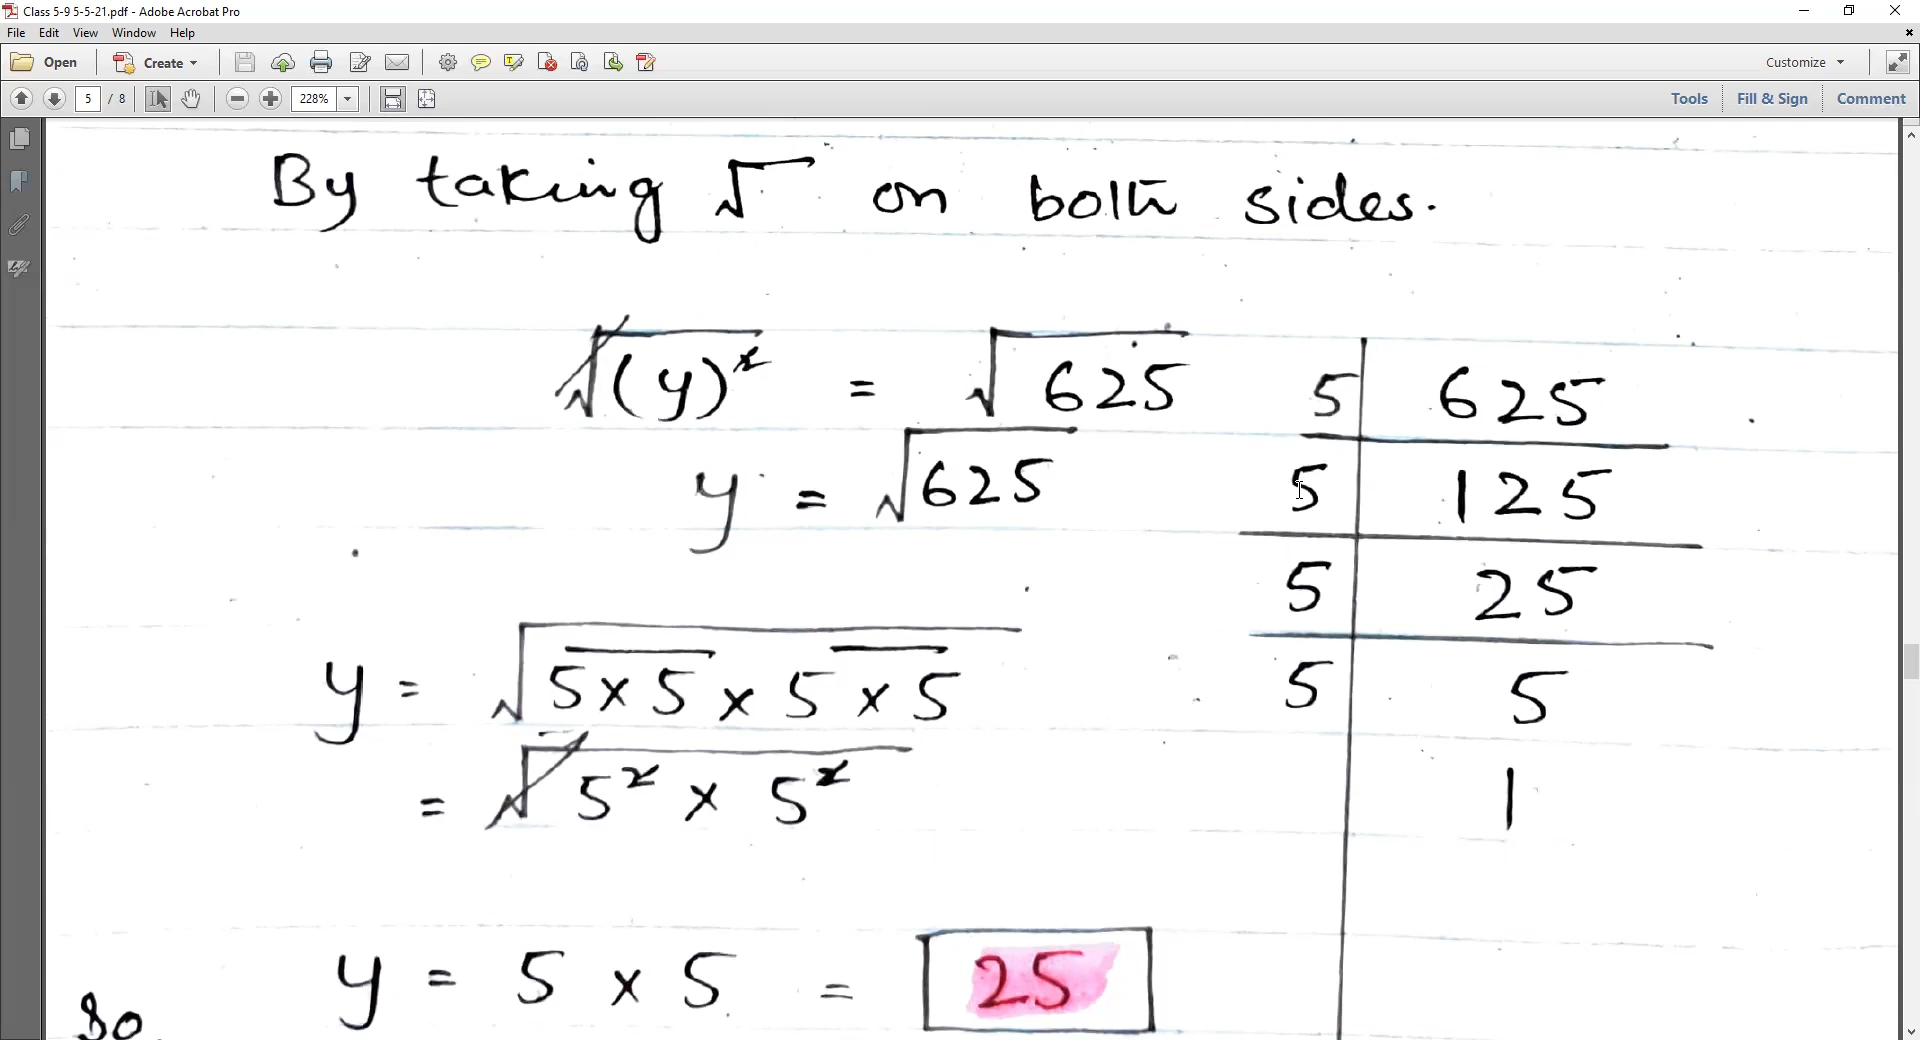 Class 5-9 5-5-21.pdf - Adobe Acrobat Pro
File Edit View Window Help
Open Create Customize
5 / 8 228% Tools Fill & Sign Comment
By taking √ on both sides.
√(y)² = √625
y = √625
y = √5×5×5×5
= √5² × 5²
y = 5 × 5 = 25
So
5 | 625
5 | 125
5 | 25
5 | 5
| 1